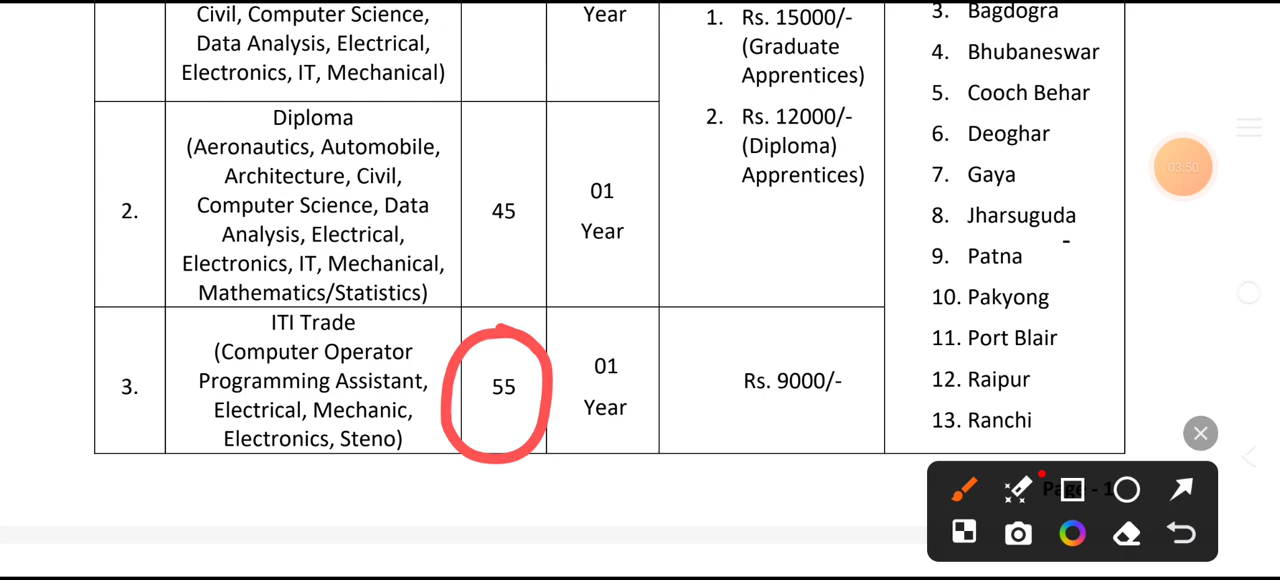 Civil, Computer Science,
Data Analysis, Electrical,
Electronics, IT, Mechanical)
Year
1. Rs. 15000/-
(Graduate
Apprentices)
2. Rs. 12000/-
(Diploma)
Apprentices)
2.
Diploma
(Aeronautics, Automobile,
Architecture, Civil,
Computer Science, Data
Analysis, Electrical,
Electronics, IT, Mechanical,
Mathematics/Statistics)
45
01
Year
3.
ITI Trade
(Computer Operator
Programming Assistant,
Electrical, Mechanic,
Electronics, Steno)
55
01
Year
Rs. 9000/-
3. Bagdogra
4. Bhubaneswar
5. Cooch Behar
6. Deoghar
7. Gaya
8. Jharsuguda
9. Patna
10. Pakyong
11. Port Blair
12. Raipur
13. Ranchi
03:50
Page - 1